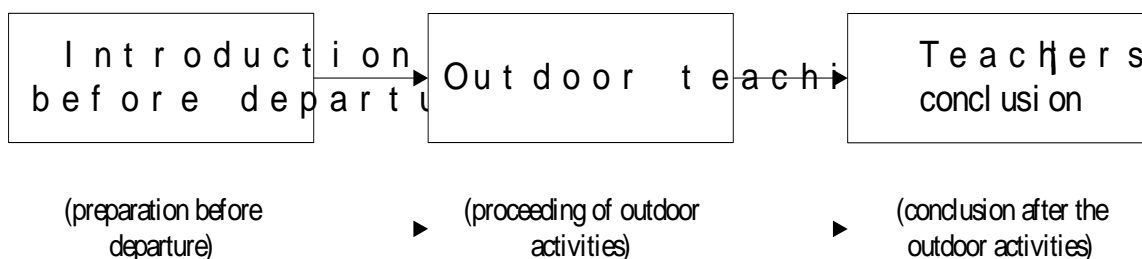 Introduction
before departu
Outdoor teachi
Teachers
conclusion
(preparation before
departure)
(proceeding of outdoor
activities)
(conclusion after the
outdoor activities)